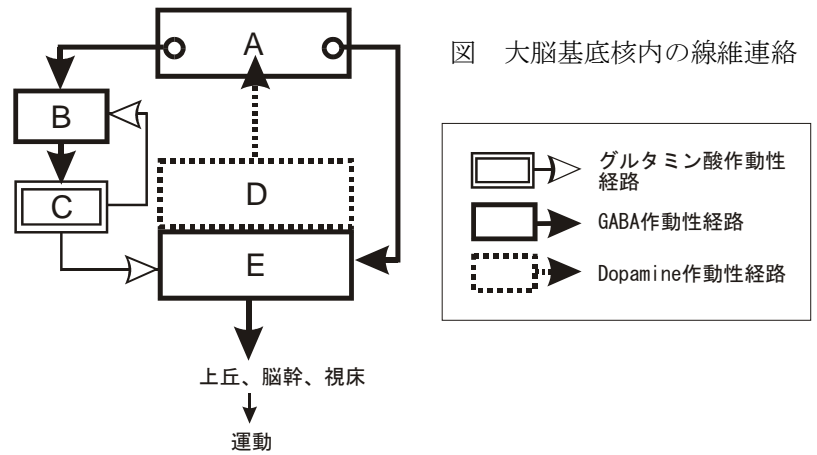 A
図 大脳基底核内の線維連絡
B
C
D
E
グルタミン酸作動性
経路
GABA作動性経路
Dopamine作動性経路
上丘、脳幹、視床
運動